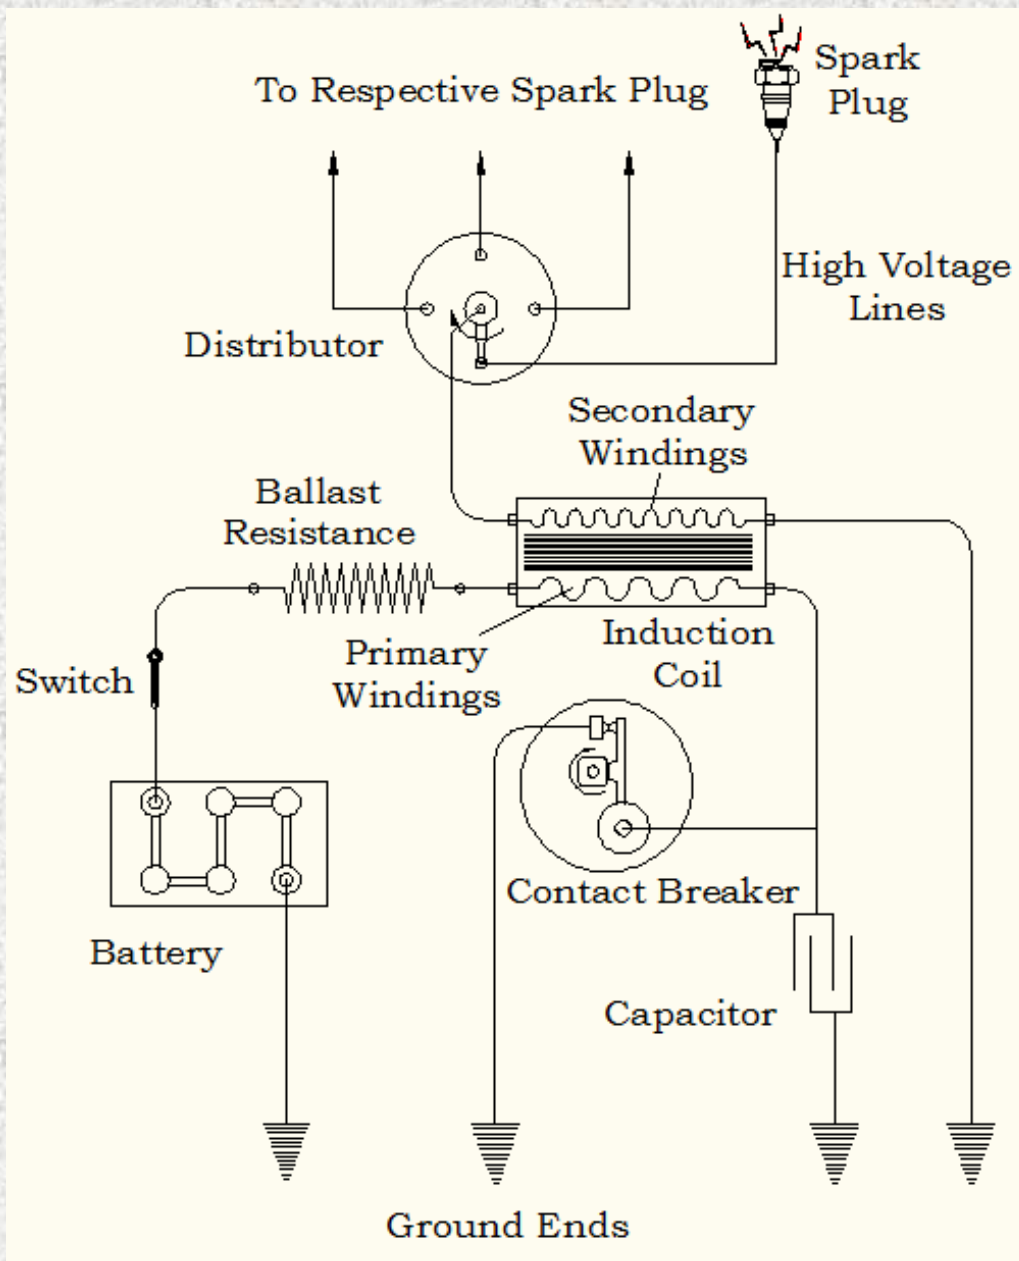 Spark
Plug
To Respective Spark Plug
High Voltage
Lines
Distributor
Secondary
Windings
Ballast
Resistance
Primary
Windings
Induction
Coil
Switch
Contact Breaker
Battery
Capacitor
Ground Ends